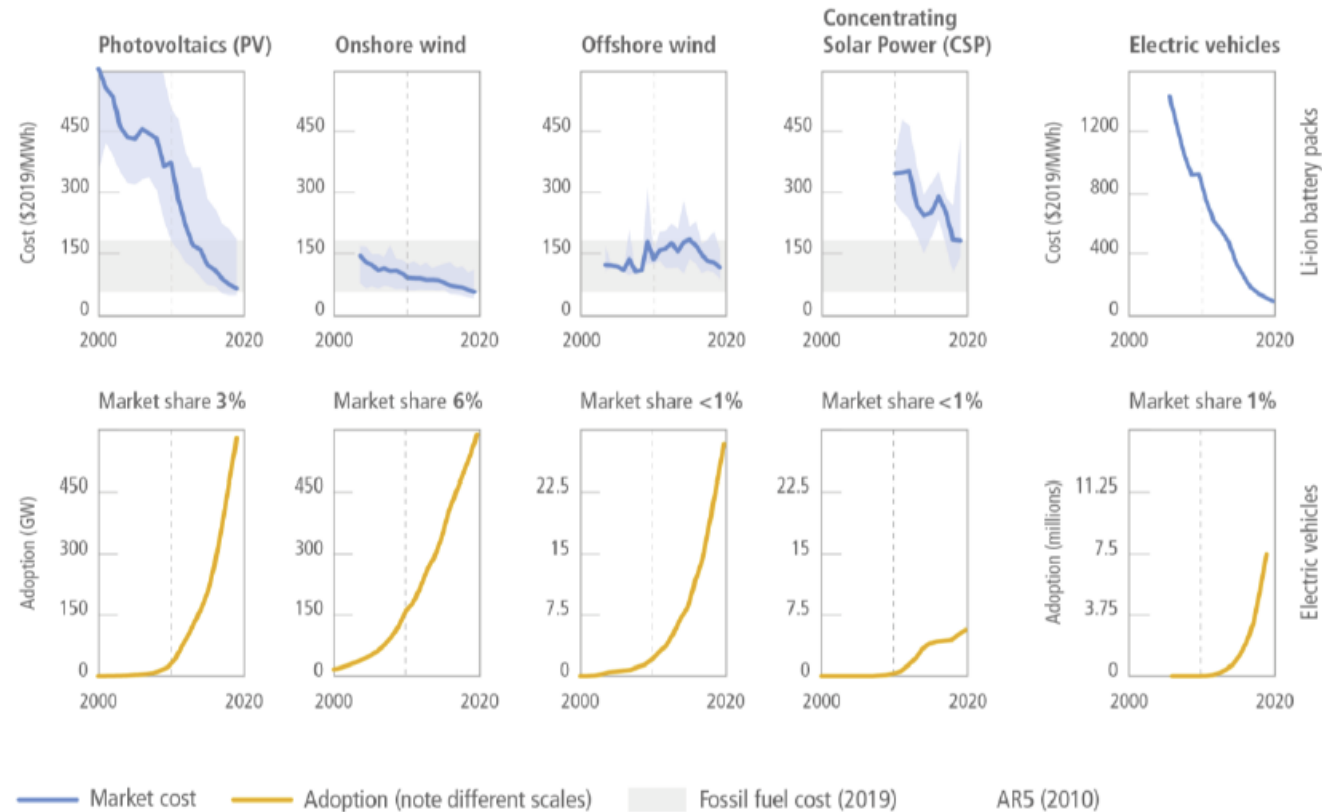 Photovoltaics (PV)
Onshore wind
Offshore wind
Concentrating
Solar Power (CSP)
Electric vehicles
Cost ($2019/MWh)
450
300
150
0
2000
2020
450
300
150
0
2000
2020
450
300
150
0
2000
2020
450
300
150
0
2000
2020
Cost ($2019/MWh)
1200
800
400
0
2000
2020
Li-ion battery packs
Market share 3%
Market share 6%
Market share <1%
Market share <1%
Market share 1%
Adoption (GW)
450
300
150
0
2000
2020
450
300
150
0
2000
2020
22.5
15
7.5
0
2000
2020
22.5
15
7.5
0
2000
2020
Adoption (millions)
11.25
7.5
3.75
0
2000
2020
Electric vehicles
Market cost
Adoption (note different scales)
Fossil fuel cost (2019)
AR5 (2010)